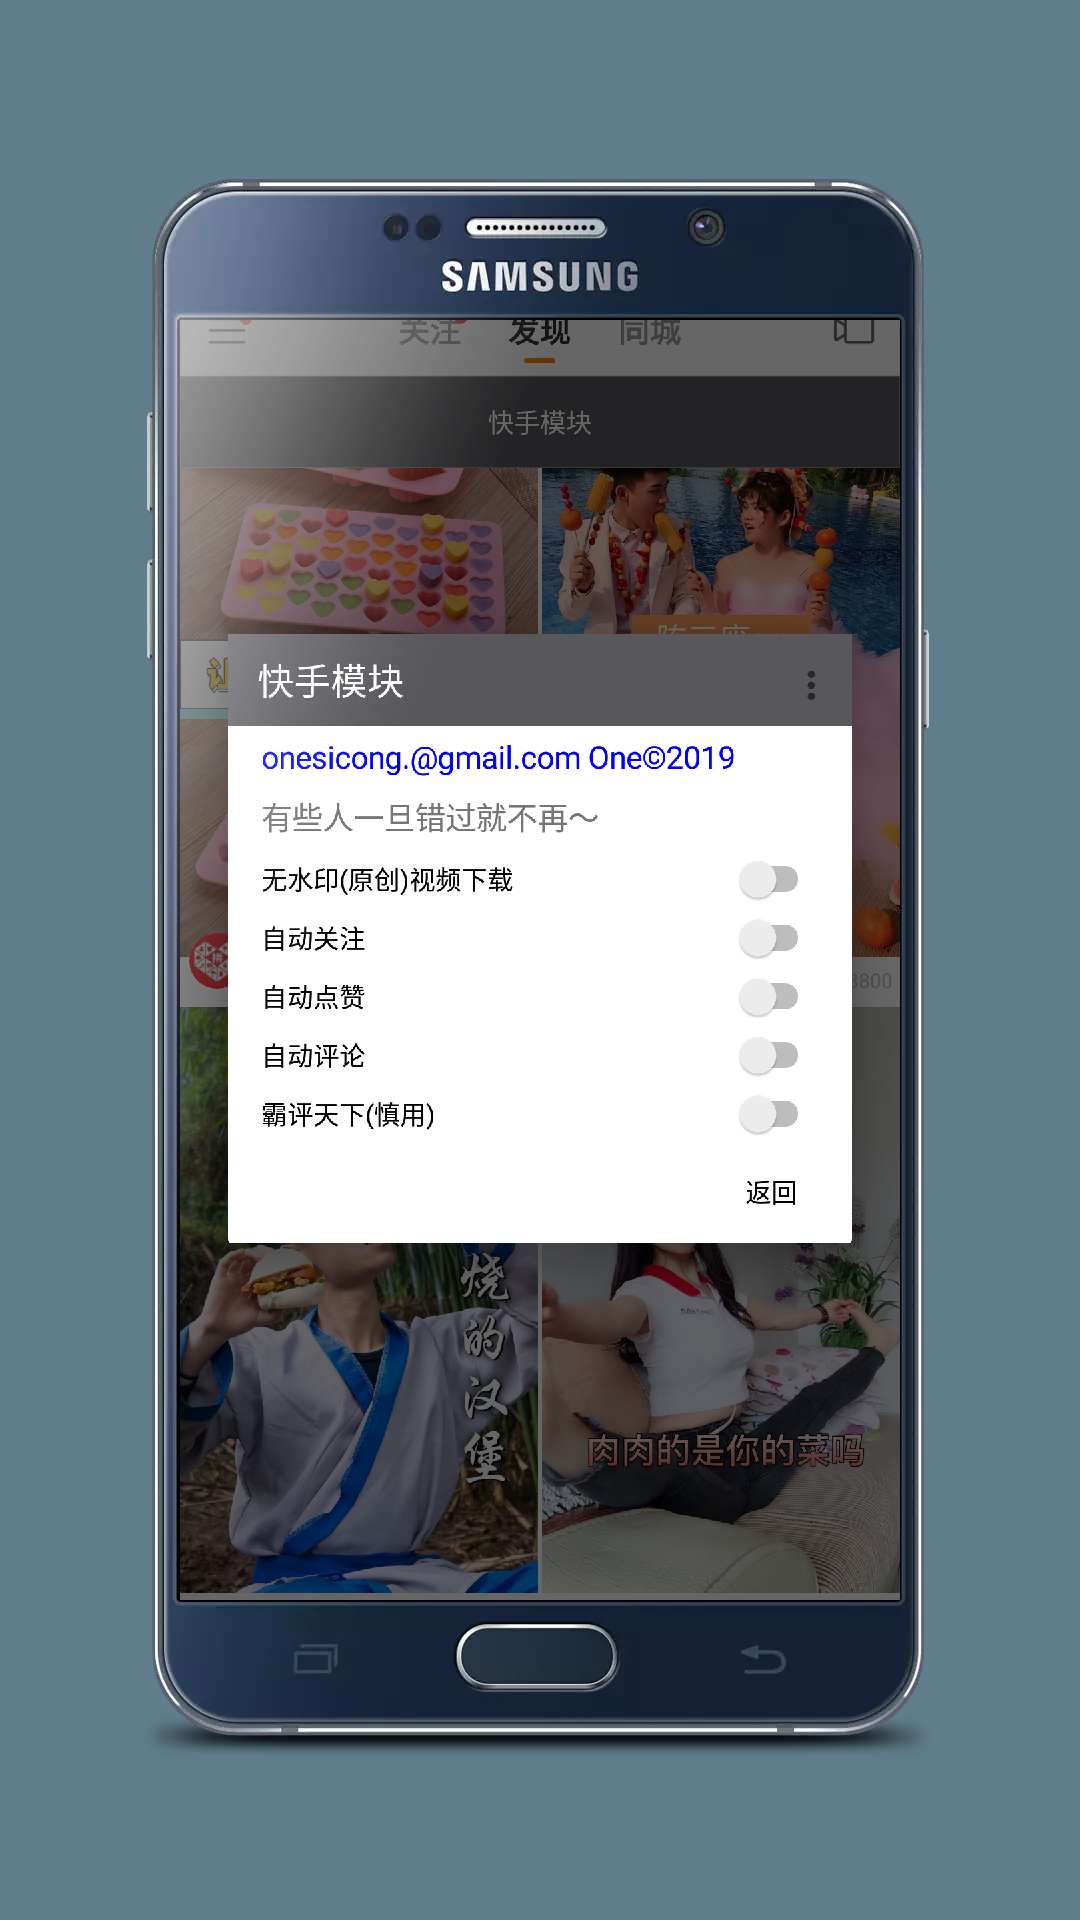 SAMSUNG
关注 发现 同城
快手模块
快手模块
onesicong.@gmail.com One©2019
有些人一旦错过就不再～
无水印(原创)视频下载
自动关注
自动点赞
3800
自动评论
霸评天下(慎用)
返回
烧的汉堡
肉肉的是你的菜吗